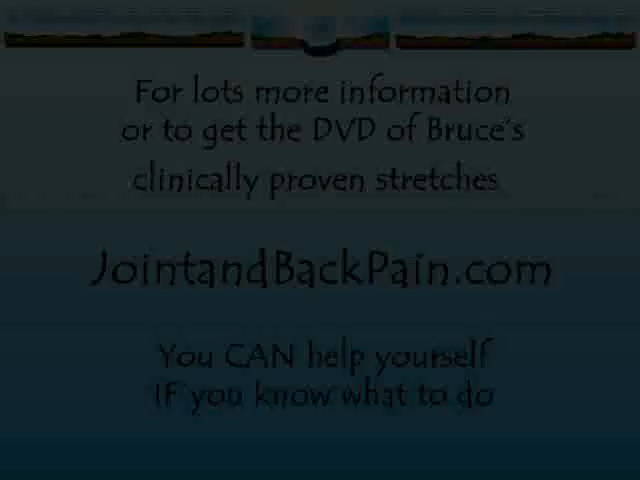 For lots more information
or to get the DVD of Bruce's
clinically proven stretches
JointandBackPain.com
You CAN help yourself
IF you know what to do